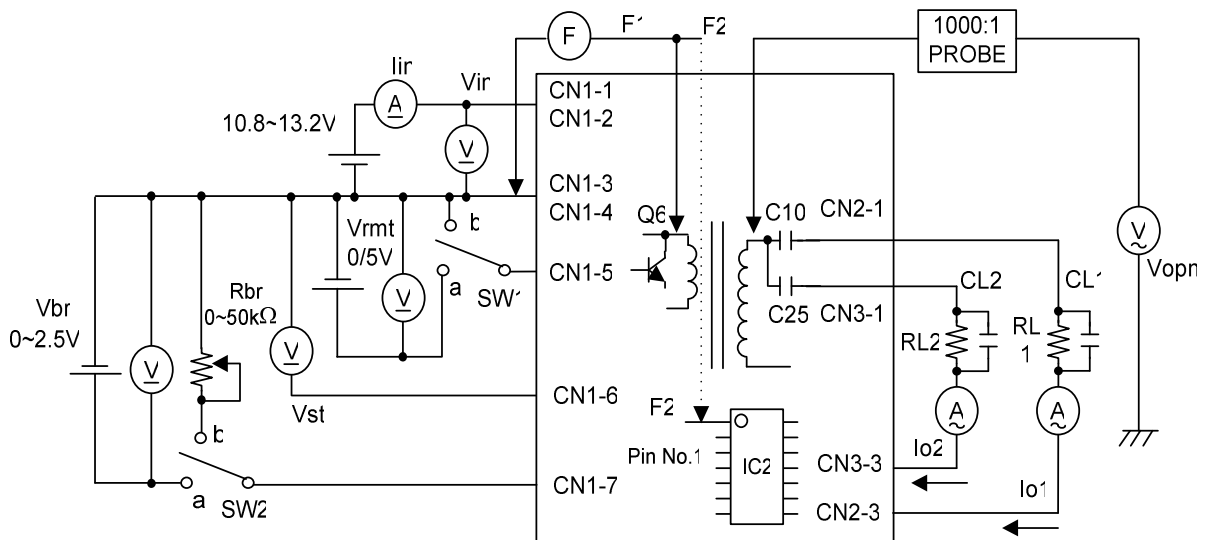 F1
F2
1000:1
PROBE
F
Iin
Vin
CN1-1
CN1-2
A
10.8~13.2V
V
CN1-3
CN1-4
b
Vrmt
0/5V
Q6
C10
CN2-1
V
Vopn
CN1-5
a
SW1
V
Rbr
0~50kΩ
Vbr
0~2.5V
C25
CN3-1
CL2
CL1
RL2
RL
1
V
V
CN1-6
Vst
F2
A
A
b
Pin No.1
IC2
CN3-3
Io2
a
SW2
CN1-7
CN2-3
Io1